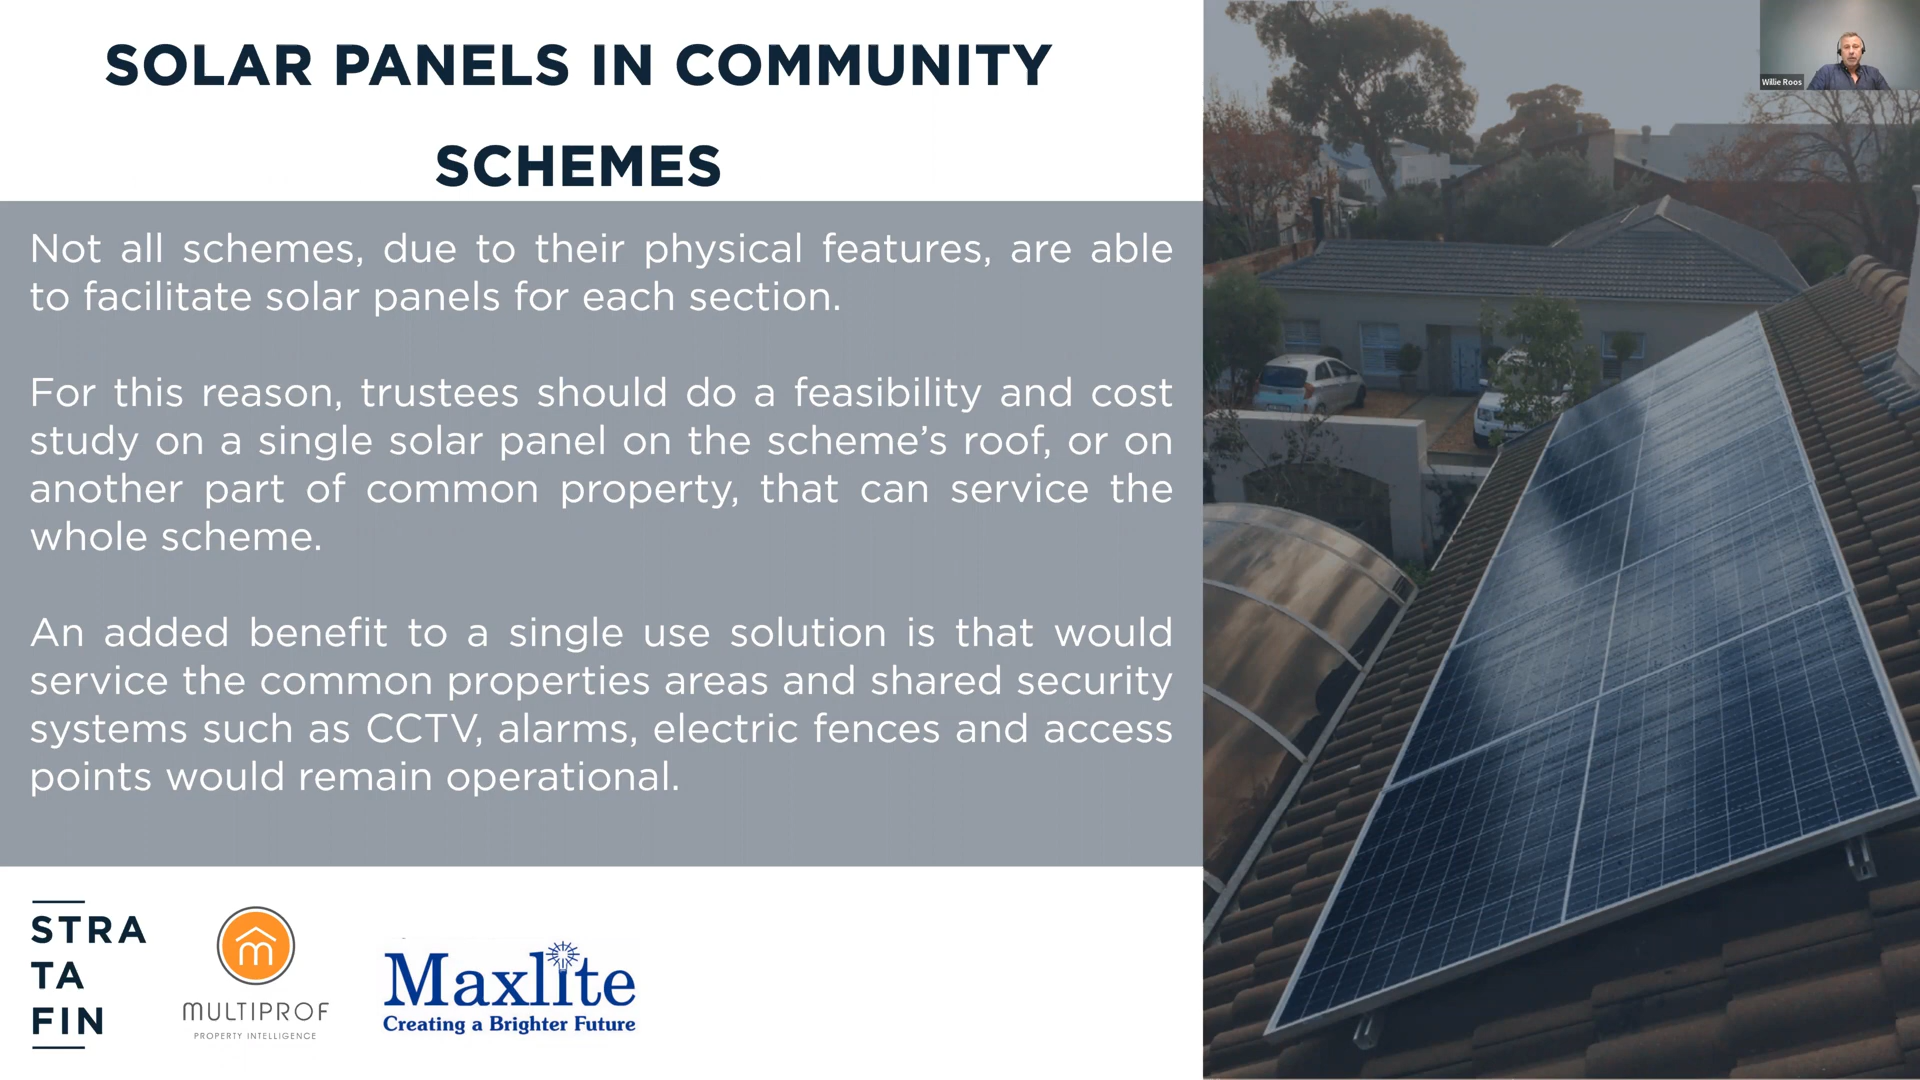 SOLAR PANELS IN COMMUNITY
SCHEMES
Not all schemes, due to their physical features, are able
to facilitate solar panels for each section.
For this reason, trustees should do a feasibility and cost
study on a single solar panel on the scheme’s roof, or on
another part of common property, that can service the
whole scheme.
An added benefit to a single use solution is that would
service the common properties areas and shared security
systems such as CCTV, alarms, electric fences and access
points would remain operational.
STRA
TA
FIN
m
MULTIPROF
PROPERTY INTELLIGENCE
Maxlite
Creating a Brighter Future
Willie Roos